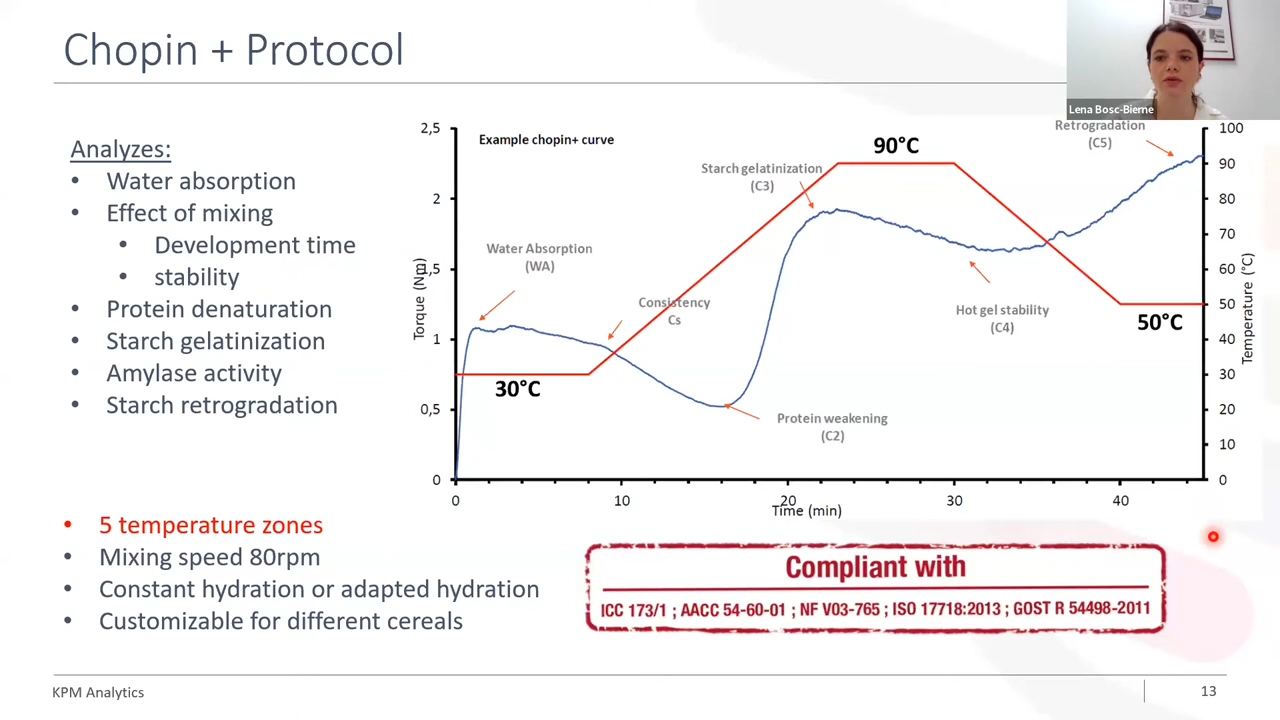 Chopin + Protocol
Lena Bosc-Bierne
Analyzes:
• Water absorption
• Effect of mixing
• Development time
• stability
• Protein denaturation
• Starch gelatinization
• Amylase activity
• Starch retrogradation
• 5 temperature zones
• Mixing speed 80rpm
• Constant hydration or adapted hydration
• Customizable for different cereals
Example chopin+ curve
Torque (Nm)
2,5
2
1,5
1
0,5
0
Water Absorption
(WA)
Consistency
Cs
Starch gelatinization
(C3)
Protein weakening
(C2)
Hot gel stability
(C4)
Retrogradation
(C5)
30°C
90°C
50°C
0
10
20
30
40
Time (min)
100
90
80
70
60
50
40
30
20
10
0
Temperature (°C)
Compliant with
ICC 173/1 ; AACC 54-60-01 ; NF V03-765 ; ISO 17718:2013 ; GOST R 54498-2011
KPM Analytics
13